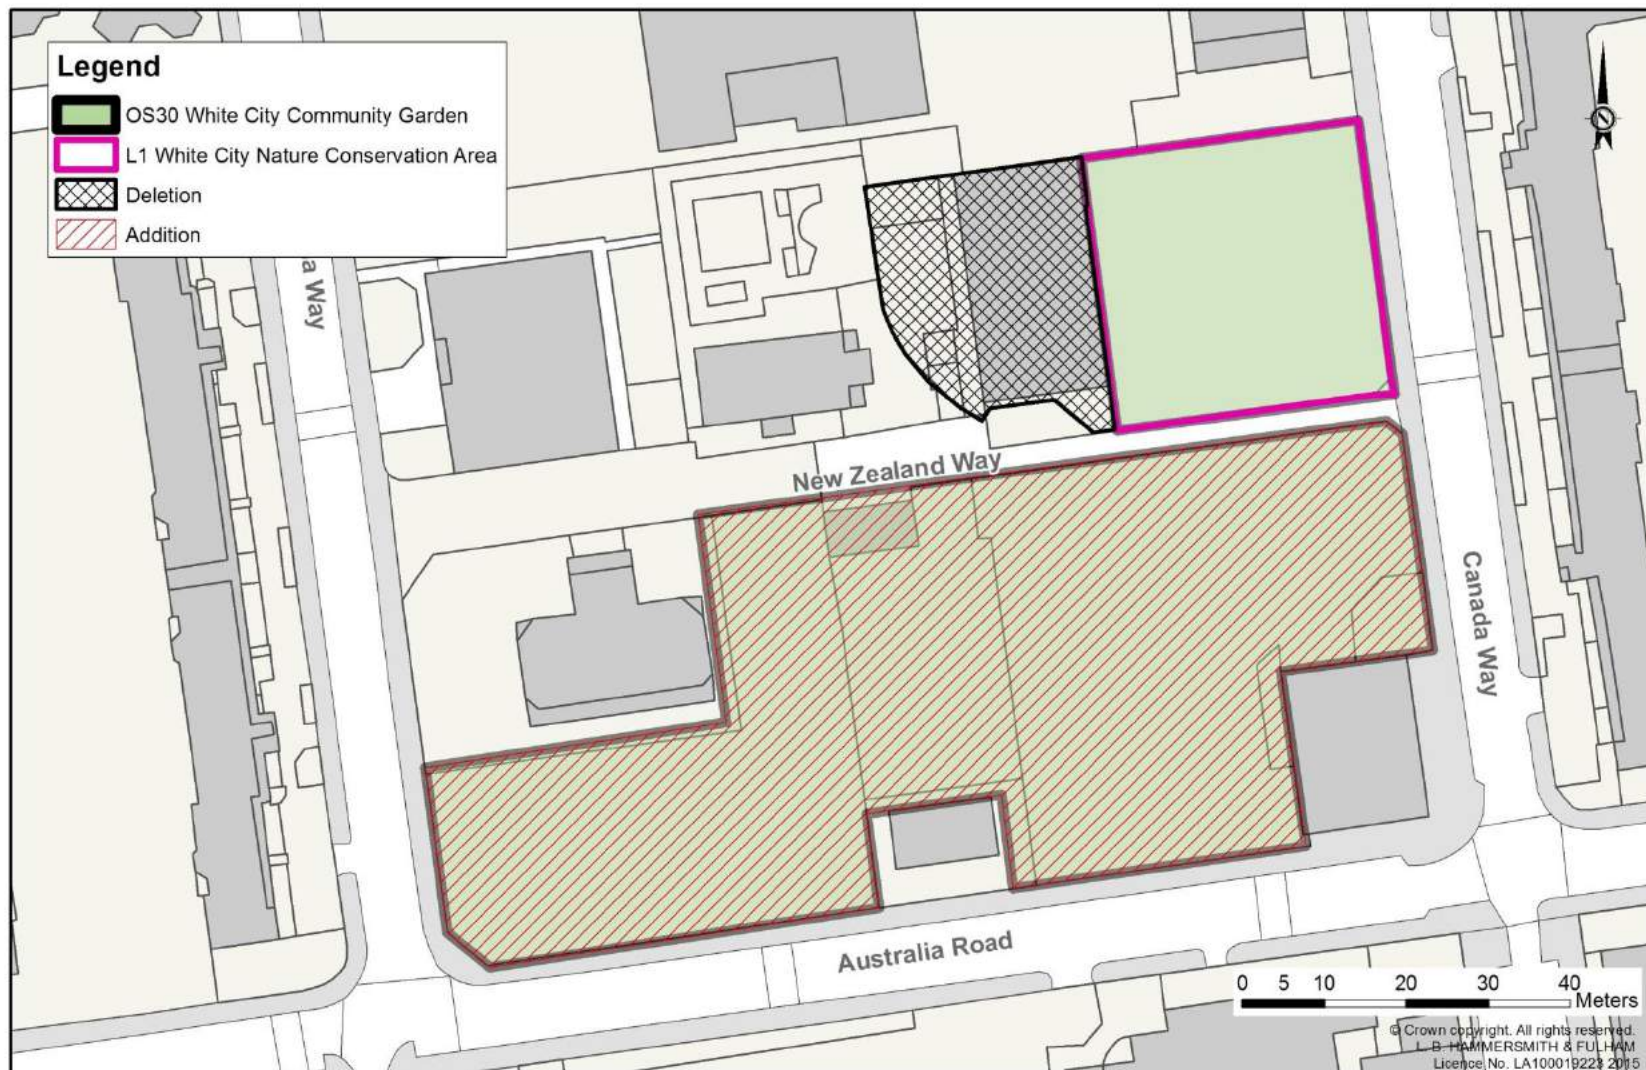 Legend
OS30 White City Community Garden
L1 White City Nature Conservation Area
Deletion
Addition
a Way
New Zealand Way
Canada Way
Australia Road
0 5 10 20 30 40
Meters
© Crown copyright. All rights reserved.
L. B. HAMMERSMITH & FULHAM
Licence No. LA100019223 2015